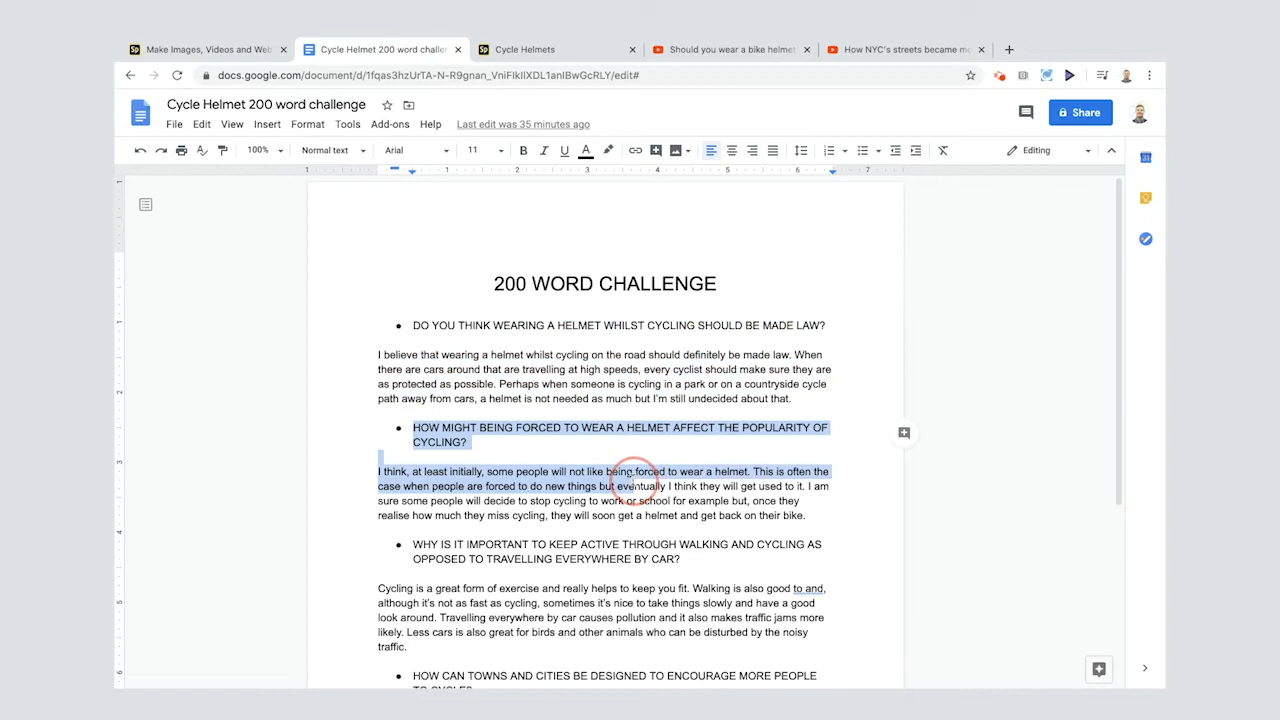 Make Images, Videos and Web
Cycle Helmet 200 word challen
Cycle Helmets
Should you wear a bike helmet
How NYC's streets became mo
docs.google.com/document/d/1fqas3hzUrTA-N-R9gnan_VniFIkIlXDL1anIBwGcRLY/edit#
Cycle Helmet 200 word challenge
Share
File Edit View Insert Format Tools Add-ons Help Last edit was 35 minutes ago
100% Normal text Arial 11 B I U A Editing
1 1 2 3 4 5 6 7
200 WORD CHALLENGE
● DO YOU THINK WEARING A HELMET WHILST CYCLING SHOULD BE MADE LAW?
I believe that wearing a helmet whilst cycling on the road should definitely be made law. When
there are cars around that are travelling at high speeds, every cyclist should make sure they are
as protected as possible. Perhaps when someone is cycling in a park or on a countryside cycle
path away from cars, a helmet is not needed as much but I'm still undecided about that.
● HOW MIGHT BEING FORCED TO WEAR A HELMET AFFECT THE POPULARITY OF
CYCLING?
I think, at least initially, some people will not like being forced to wear a helmet. This is often the
case when people are forced to do new things but eventually I think they will get used to it. I am
sure some people will decide to stop cycling to work or school for example but, once they
realise how much they miss cycling, they will soon get a helmet and get back on their bike.
● WHY IS IT IMPORTANT TO KEEP ACTIVE THROUGH WALKING AND CYCLING AS
OPPOSED TO TRAVELLING EVERYWHERE BY CAR?
Cycling is a great form of exercise and really helps to keep you fit. Walking is also good to and,
although it's not as fast as cycling, sometimes it's nice to take things slowly and have a good
look around. Travelling everywhere by car causes pollution and it also makes traffic jams more
likely. Less cars is also great for birds and other animals who can be disturbed by the noisy
traffic.
● HOW CAN TOWNS AND CITIES BE DESIGNED TO ENCOURAGE MORE PEOPLE
TO CYCLE?